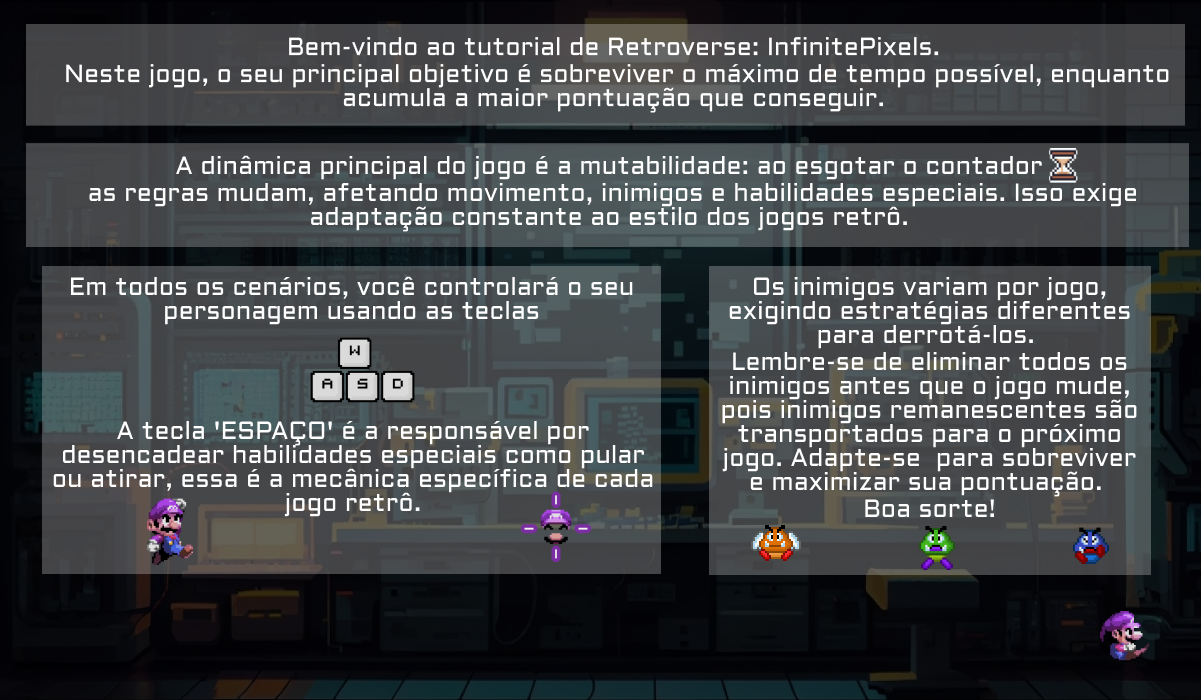 Bem-vindo ao tutorial de Retroverse: InfinitePixels.
Neste jogo, o seu principal objetivo é sobreviver o máximo de tempo possível, enquanto
acumula a maior pontuação que conseguir.
A dinâmica principal do jogo é a mutabilidade: ao esgotar o contador
as regras mudam, afetando movimento, inimigos e habilidades especiais. Isso exige
adaptação constante ao estilo dos jogos retrô.
Em todos os cenários, você controlará o seu
personagem usando as teclas
W
A S D
A tecla 'ESPAÇO' é a responsável por
desencadear habilidades especiais como pular
ou atirar, essa é a mecânica específica de cada
jogo retrô.
Os inimigos variam por jogo,
exigindo estratégias diferentes
para derrotá-los.
Lembre-se de eliminar todos os
inimigos antes que o jogo mude,
pois inimigos remanescentes são
transportados para o próximo
jogo. Adapte-se  para sobreviver
e maximizar sua pontuação.
Boa sorte!